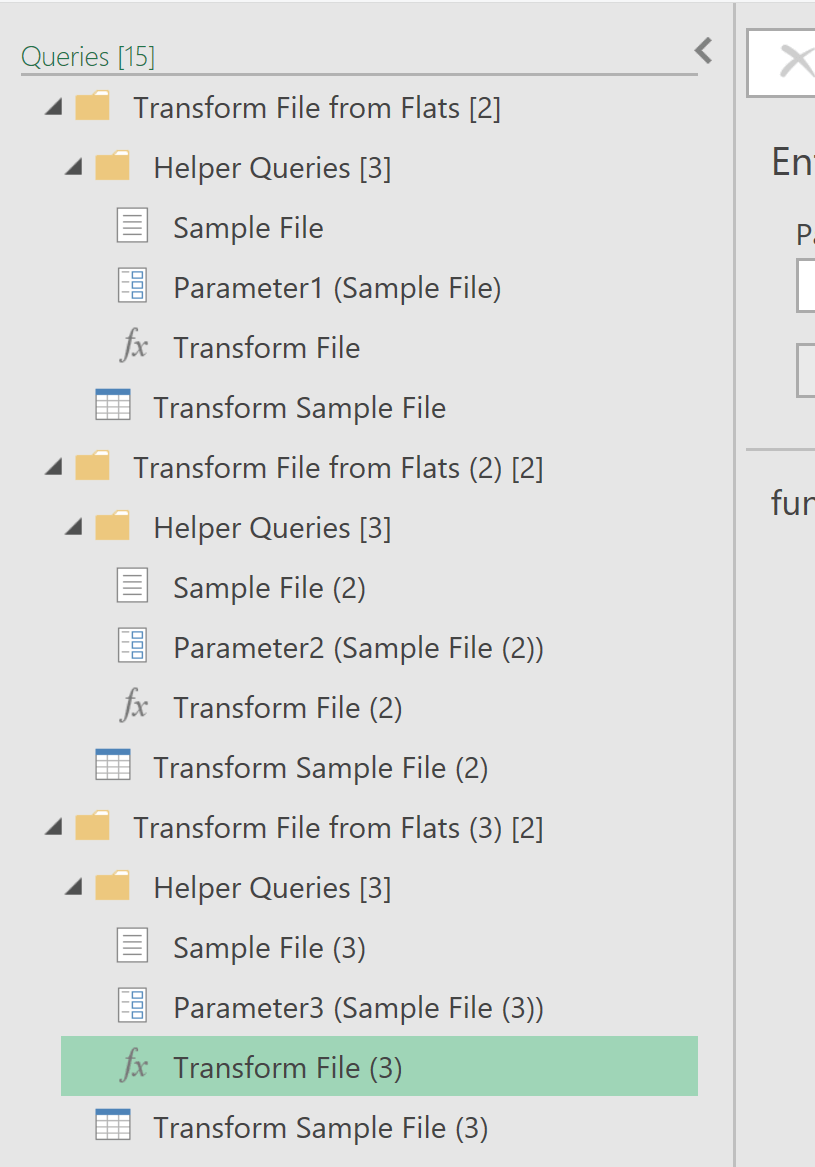 Queries [15]
Transform File from Flats [2]
Helper Queries [3]
Sample File
Parameter1 (Sample File)
fx Transform File
Transform Sample File
Transform File from Flats (2) [2]
Helper Queries [3]
Sample File (2)
Parameter2 (Sample File (2))
fx Transform File (2)
Transform Sample File (2)
Transform File from Flats (3) [2]
Helper Queries [3]
Sample File (3)
Parameter3 (Sample File (3))
fx Transform File (3)
Transform Sample File (3)